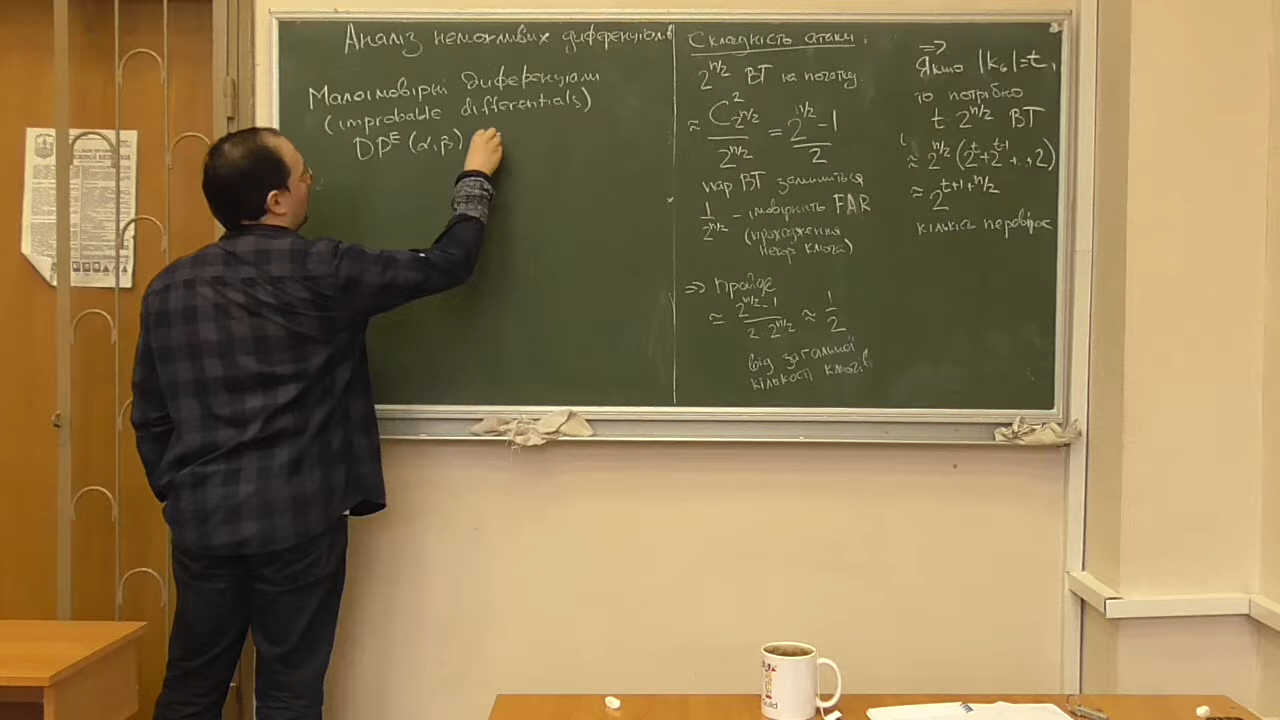 Аналіз неможливих диференціалів
Малоімовірні диференціали
(improbable differentials)
DP^E (α,β)
Складність атаки:
2^{n/2} ВТ на початку
≈ C^2_{2^{n/2}} / 2^{n/2} = (2^{n/2} - 1) / 2
пар ВТ залишиться
1/2^{n/2} - імовірність FAR
(проходження
ключа)
=> пройде
≈ (2^{n/2} - 1) / (2 · 2^{n/2}) ≈ 1/2
від загальної
кількості ключів
=>
Якщо |k_6| = t,
то потрібно
t · 2^{n/2} ВТ
≈ 2^{n/2} (2^t + 2^{t-1} + ... + 2)
≈ 2^{t+1+n/2}
кількість перевірок